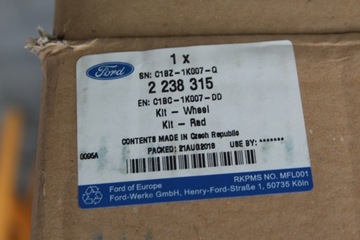 1 x
Ford
SN: C1BZ-1K007-Q
2 238 315
EN: C1BC-1K007-DD
Kit - Wheel
Kit - Rad
CONTENTS MADE IN Czech Republic
0095A
PACKED: 21AUG2018 USE BY: *******
RKPMS NO. MFL001
Ford of Europe
Ford-Werke GmbH, Henry-Ford-Straße 1, 50735 Köln